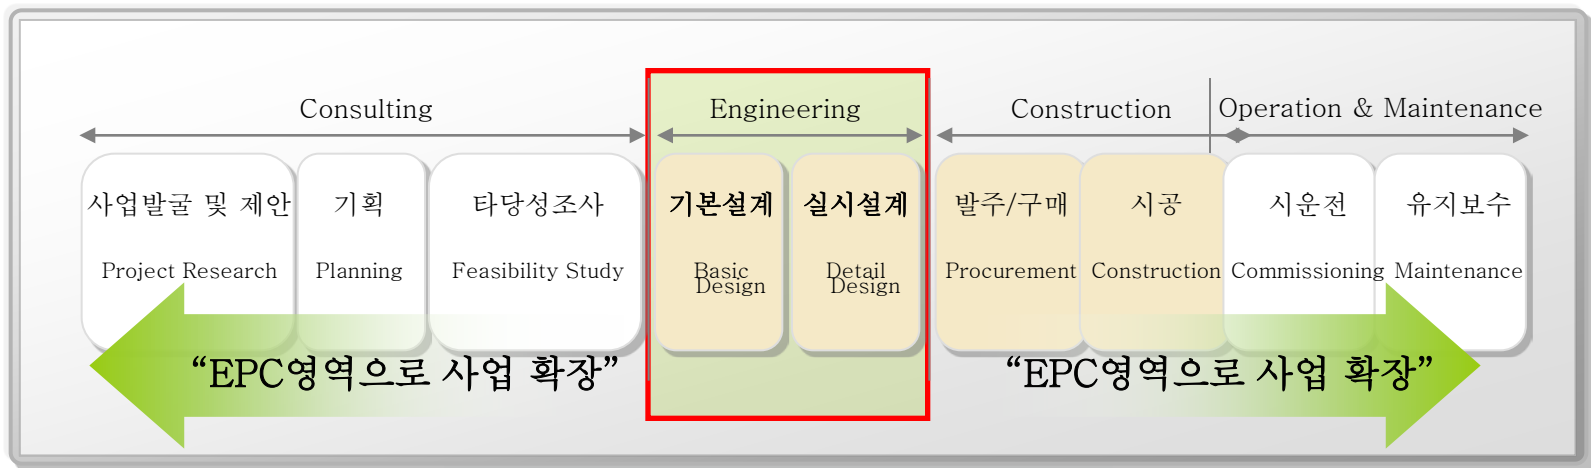 Consulting
Engineering
Construction
Operation & Maintenance
사업발굴 및 제안
기획
타당성조사
기본설계
실시설계
발주/구매
시공
시운전
유지보수
Project Research
Planning
Feasibility Study
Basic
Design
Detail
Design
Procurement
Construction
Commissioning
Maintenance
“EPC영역으로 사업 확장”
“EPC영역으로 사업 확장”